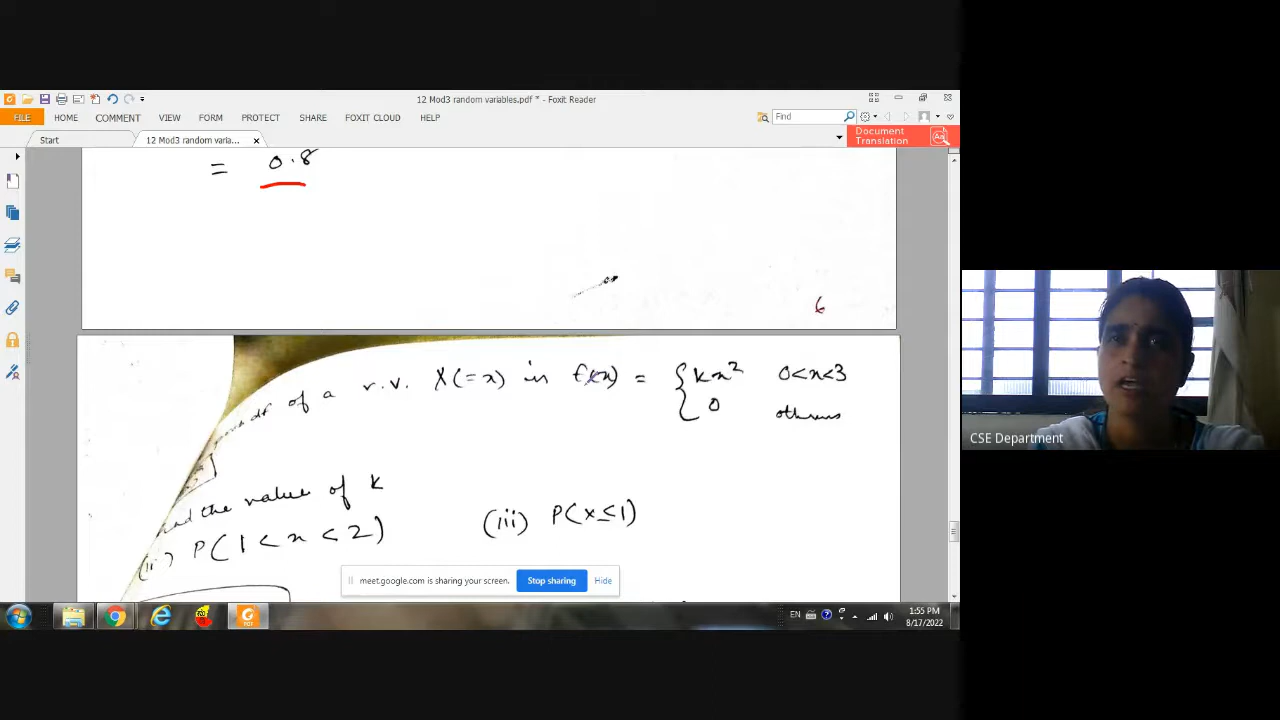 12 Mod3 random variables.pdf * - Foxit Reader
FILE HOME COMMENT VIEW FORM PROTECT SHARE FOXIT CLOUD HELP
Find
Start
12 Mod3 random varia...
Document
Translation
= 0.8
6
of a r.v. X(=x) in f(x) = { kx² 0<x<3
0
the value of k
(ii) P(1<x<2) (iii) P(x≤1)
meet.google.com is sharing your screen. Stop sharing Hide
CSE Department
EN
1:55 PM
8/17/2022